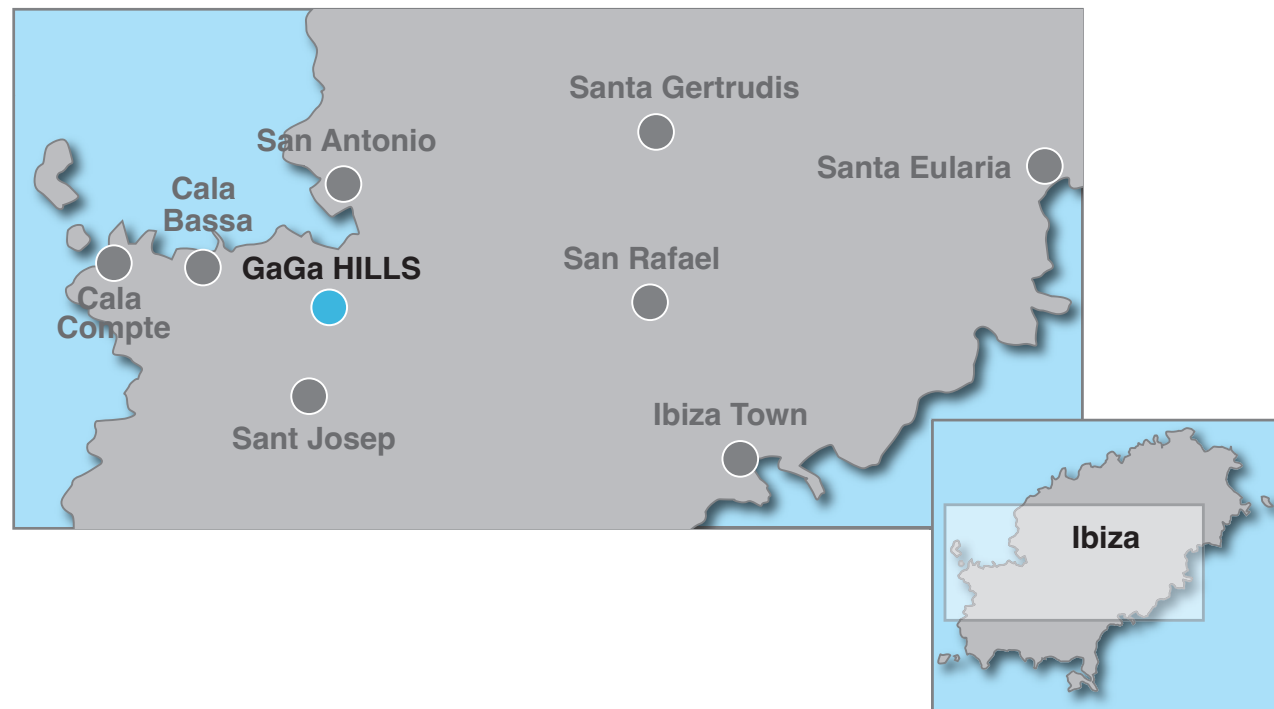 Santa Gertrudis
San Antonio
Santa Eularia
Cala
Bassa
San Rafael
GaGa HILLS
Cala
Compte
Ibiza Town
Sant Josep
Ibiza